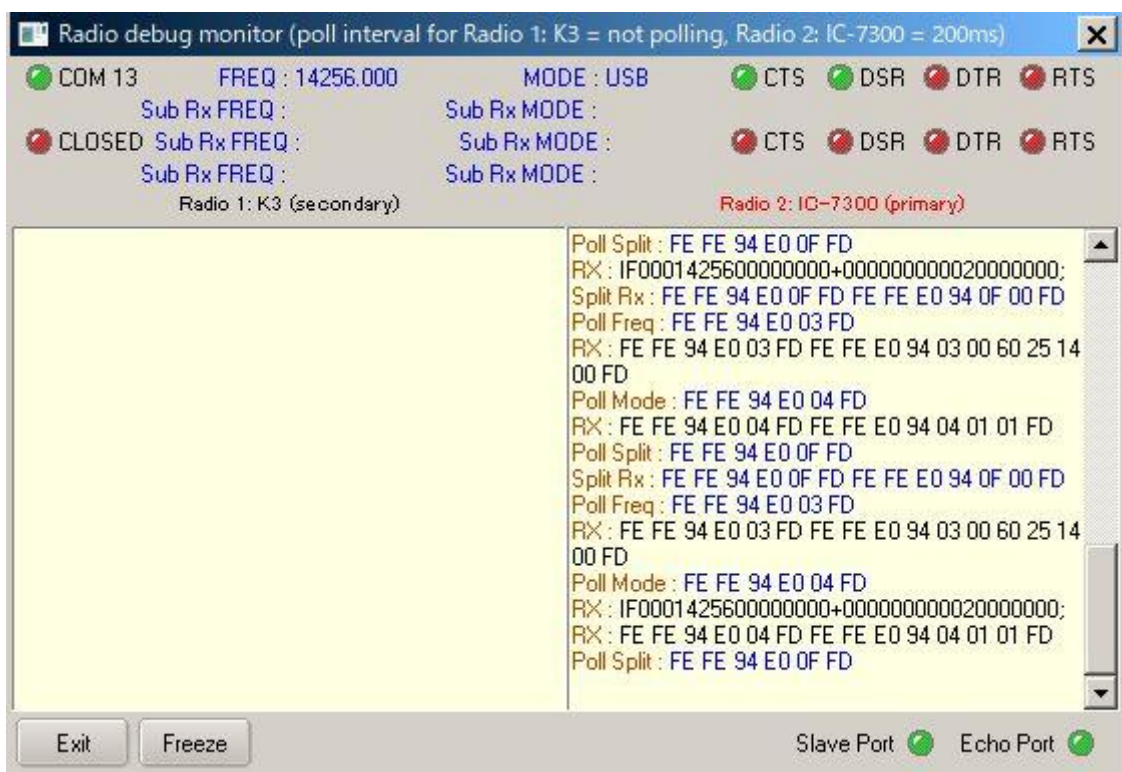 Radio debug monitor (poll interval for Radio 1: K3 = not polling, Radio 2: IC-7300 = 200ms)
COM 13 FREQ : 14256.000 MODE : USB CTS DSR DTR RTS
Sub Rx FREQ : Sub Rx MODE :
CLOSED Sub Rx FREQ : Sub Rx MODE : CTS DSR DTR RTS
Sub Rx FREQ : Sub Rx MODE :
Radio 1: K3 (secondary) Radio 2: IC-7300 (primary)
Poll Split : FE FE 94 E0 0F FD
RX : IF00014256000000000+000000000020000000;
Split Rx : FE FE 94 E0 0F FD FE FE E0 94 0F 00 FD
Poll Freq : FE FE 94 E0 03 FD
RX : FE FE 94 E0 03 FD FE FE E0 94 03 00 60 25 14
00 FD
Poll Mode : FE FE 94 E0 04 FD
RX : FE FE 94 E0 04 FD FE FE E0 94 04 01 01 FD
Poll Split : FE FE 94 E0 0F FD
Split Rx : FE FE 94 E0 0F FD FE FE E0 94 0F 00 FD
Poll Freq : FE FE 94 E0 03 FD
RX : FE FE 94 E0 03 FD FE FE E0 94 03 00 60 25 14
00 FD
Poll Mode : FE FE 94 E0 04 FD
RX : IF00014256000000000+000000000020000000;
RX : FE FE 94 E0 04 FD FE FE E0 94 04 01 01 FD
Poll Split : FE FE 94 E0 0F FD
Exit Freeze Slave Port Echo Port